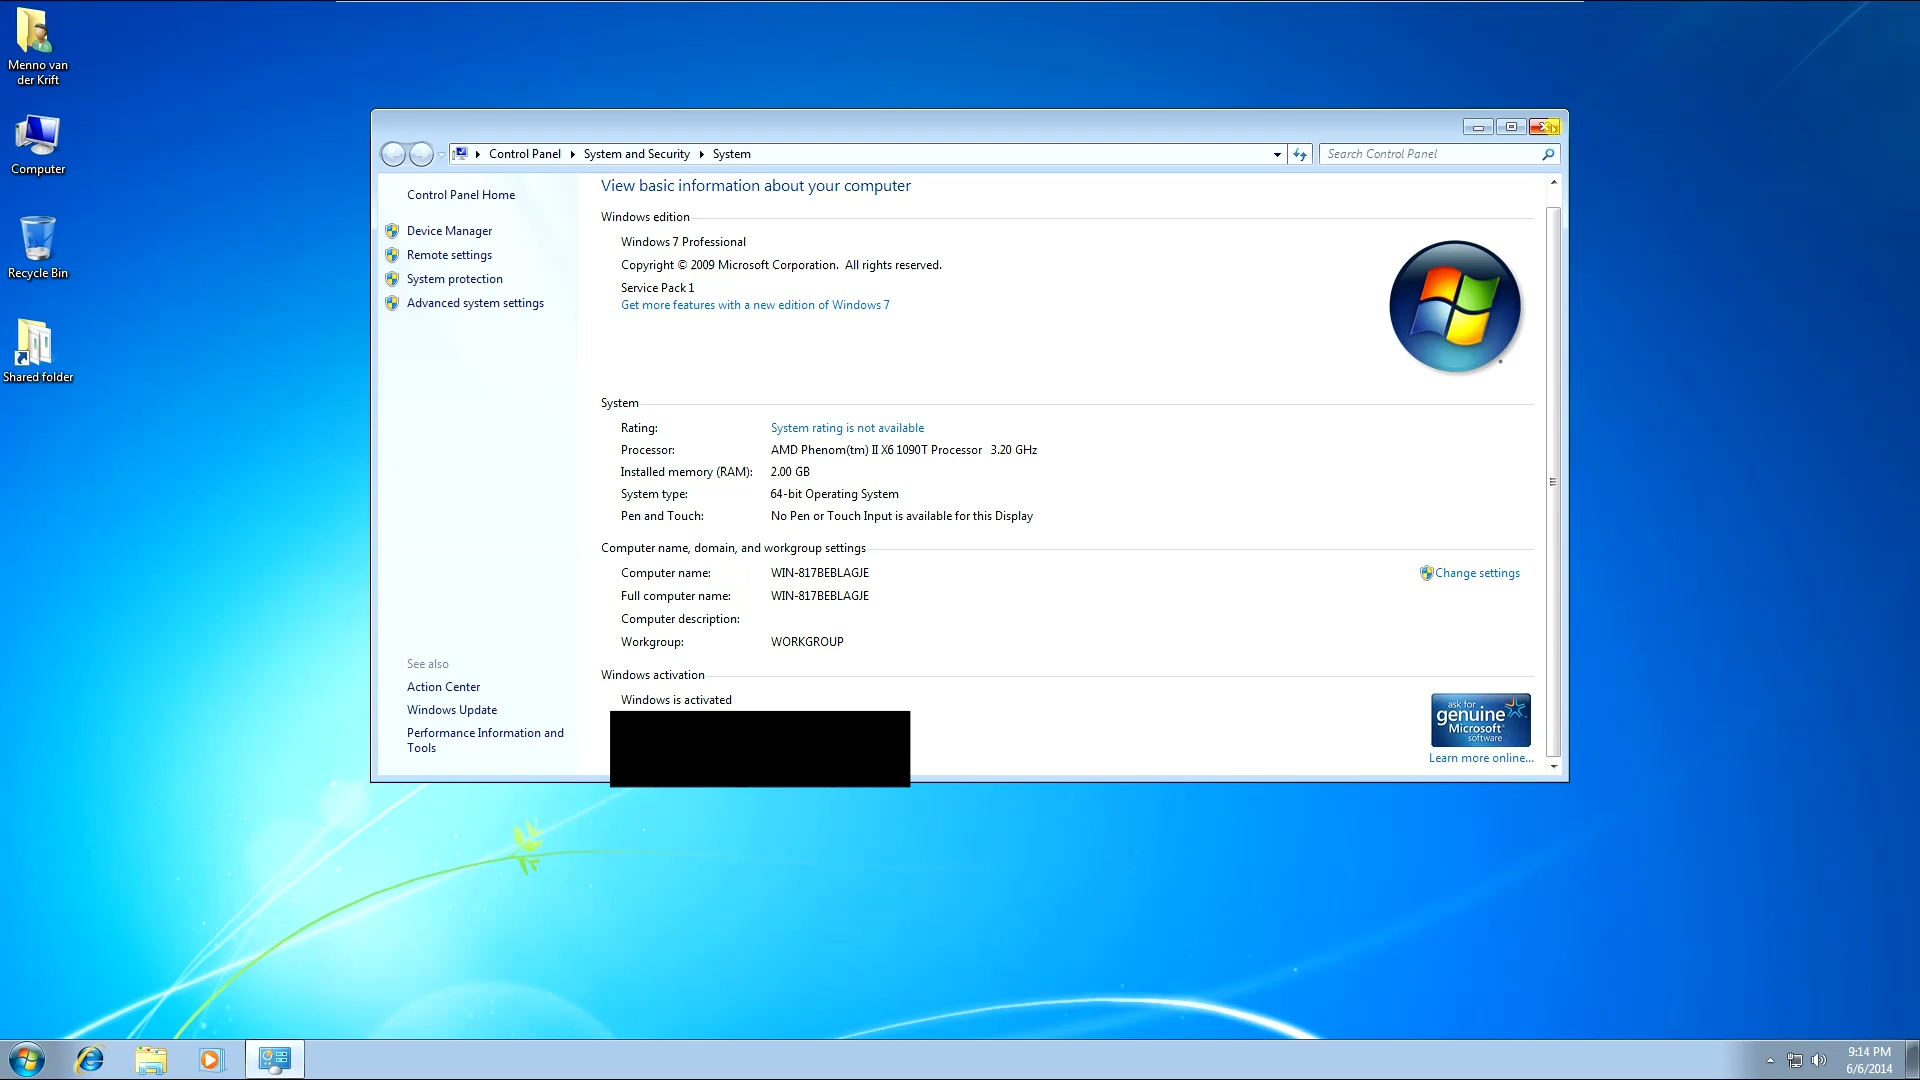 Menno van
der Krift
Computer
Recycle Bin
Shared folder
Control Panel
System and Security
System
Search Control Panel
Control Panel Home
Device Manager
Remote settings
System protection
Advanced system settings
See also
Action Center
Windows Update
Performance Information and
Tools
View basic information about your computer
Windows edition
Windows 7 Professional
Copyright © 2009 Microsoft Corporation.  All rights reserved.
Service Pack 1
Get more features with a new edition of Windows 7
System
Rating: System rating is not available
Processor: AMD Phenom(tm) II X6 1090T Processor   3.20 GHz
Installed memory (RAM): 2.00 GB
System type: 64-bit Operating System
Pen and Touch: No Pen or Touch Input is available for this Display
Computer name, domain, and workgroup settings
Computer name: WIN-817BEBLAGJE
Change settings
Full computer name: WIN-817BEBLAGJE
Computer description:
Workgroup: WORKGROUP
Windows activation
Windows is activated
ask for
genuine
Microsoft
software
Learn more online...
9:14 PM
6/6/2014